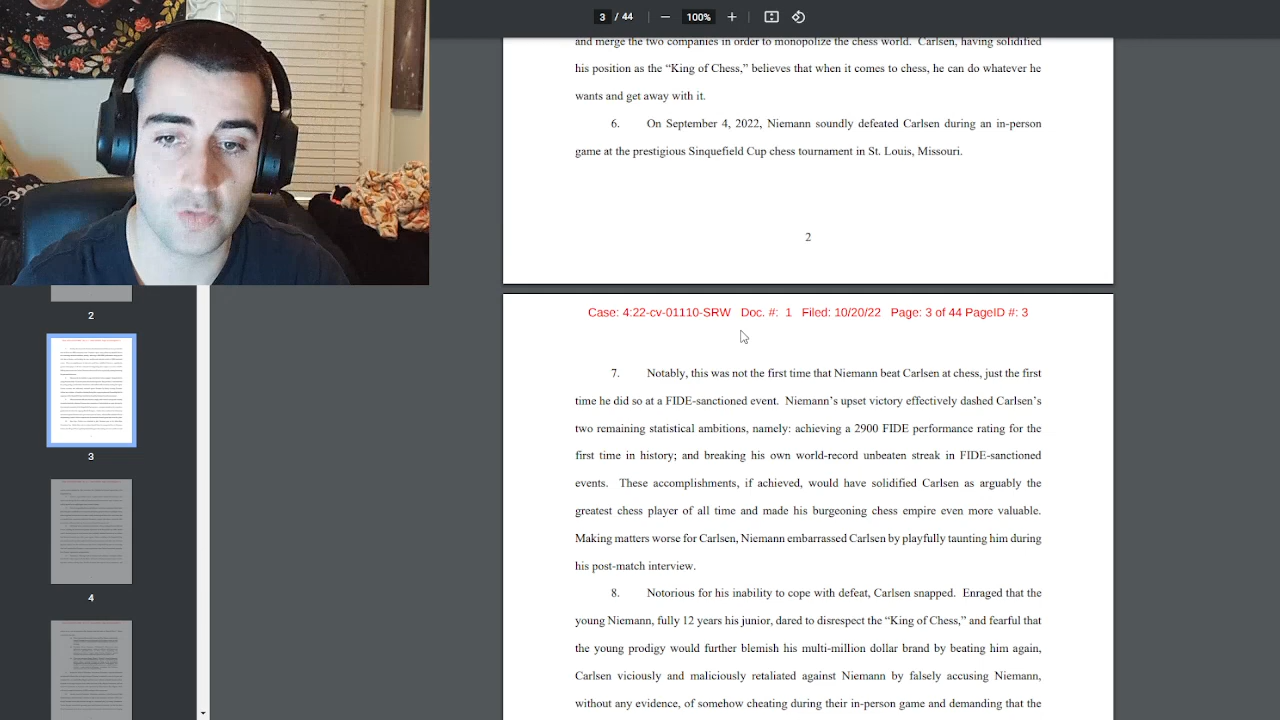 3 / 44 100%
and merge the two companies in order to monopolize the chess world. Carlsen, having solidified
his position as the “King of Chess,” believes that when it comes to chess, he can do whatever he
wants and get away with it.
6. On September 4, 2022, Niemann soundly defeated Carlsen during an in-person
game at the prestigious Sinquefield Cup chess tournament in St. Louis, Missouri.
2
Case: 4:22-cv-01110-SRW Doc. #: 1 Filed: 10/20/22 Page: 3 of 44 PageID #: 3
7. Notably, this was not the first time that Niemann beat Carlsen at chess, just the first
time he did so at a FIDE-sanctioned event. Niemann’s upset victory effectively dashed Carlsen’s
two remaining statistical ambitions, namely: achieving a 2900 FIDE performance rating for the
first time in history; and breaking his own world-record unbeaten streak in FIDE-sanctioned
events. These accomplishments, if achieved, would have solidified Carlsen as arguably the
greatest chess player of all time and made his burgeoning chess empire even more valuable.
Making matters worse for Carlsen, Niemann embarrassed Carlsen by playfully taunting him during
his post-match interview.
8. Notorious for his inability to cope with defeat, Carlsen snapped. Enraged that the
young Niemann, fully 12 years his junior, dared to disrespect the “King of Chess,” and fearful that
the young prodigy would further blemish his multi-million dollar brand by beating him again,
Carlsen viciously and maliciously retaliated against Niemann by falsely accusing Niemann,
without any evidence, of somehow cheating during their in-person game and demanding that the
2
3
4